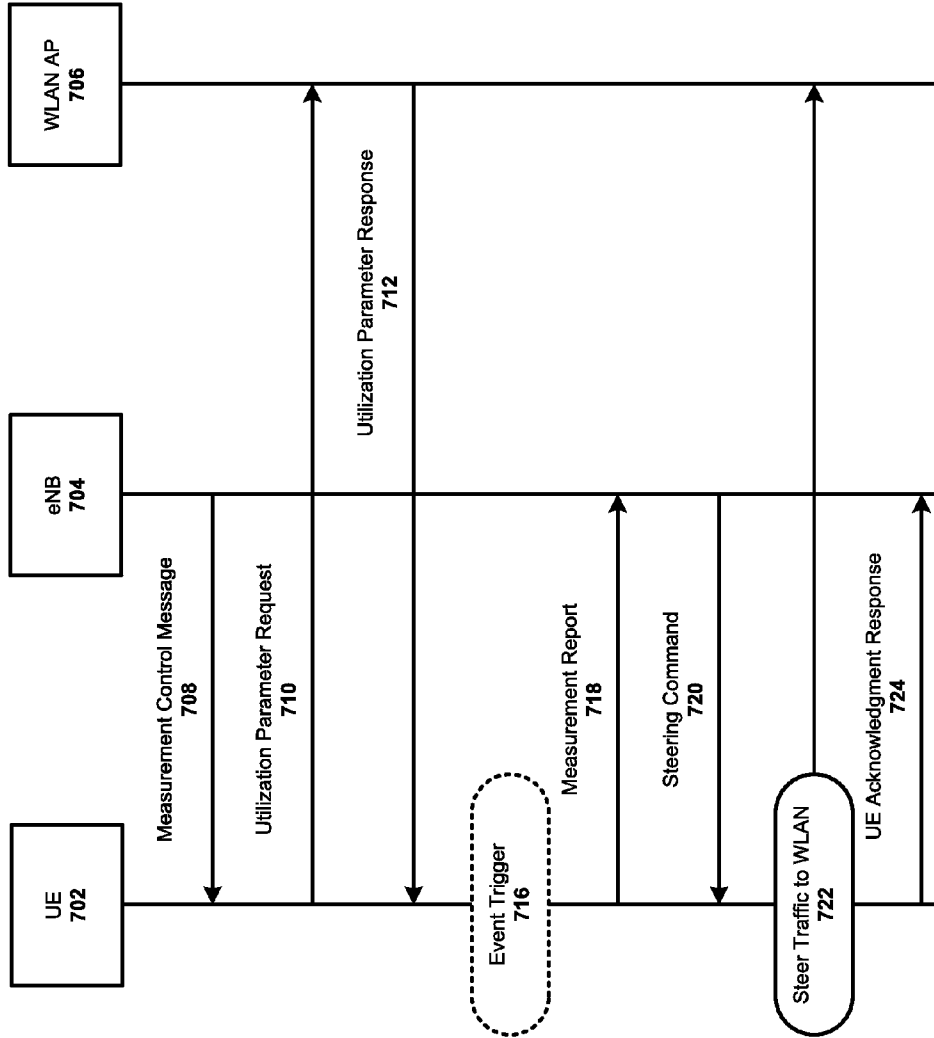 UE
702
eNB
704
WLAN AP
706
Measurement Control Message
708
Utilization Parameter Request
710
Utilization Parameter Response
712
Event Trigger
716
Measurement Report
718
Steering Command
720
Steer Traffic to WLAN
722
UE Acknowledgment Response
724